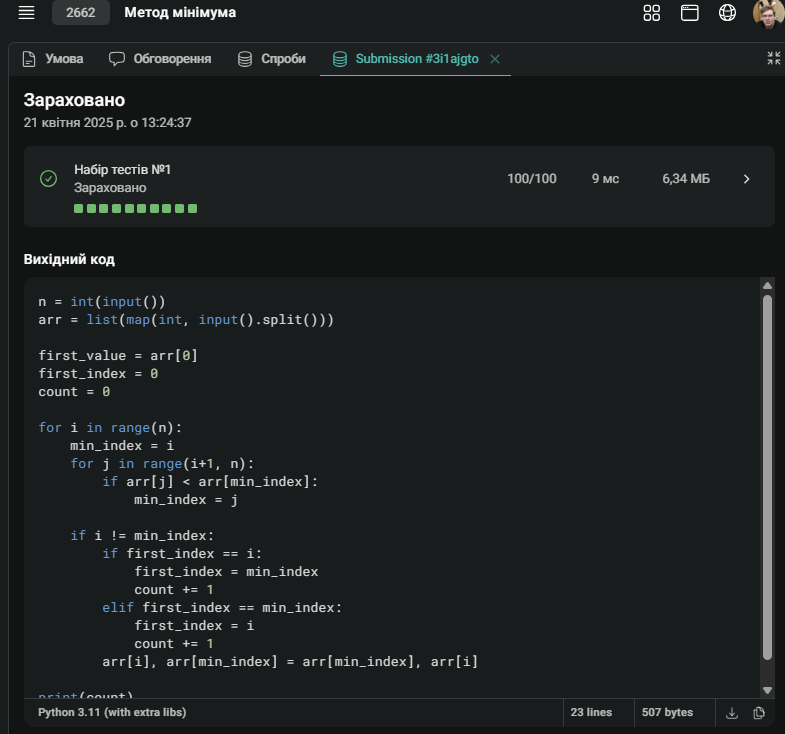 2662 Метод мінімума
Умова Обговорення Спроби Submission #3i1ajgto
Зараховано
21 квітня 2025 р. о 13:24:37
Набір тестів №1
Зараховано
100/100 9 мс 6,34 МБ
Вихідний код
n = int(input())
arr = list(map(int, input().split()))
first_value = arr[0]
first_index = 0
count = 0
for i in range(n):
    min_index = i
    for j in range(i+1, n):
        if arr[j] < arr[min_index]:
            min_index = j
    if i != min_index:
        if first_index == i:
            first_index = min_index
            count += 1
        elif first_index == min_index:
            first_index = i
            count += 1
        arr[i], arr[min_index] = arr[min_index], arr[i]
print(count)
Python 3.11 (with extra libs) 23 lines 507 bytes